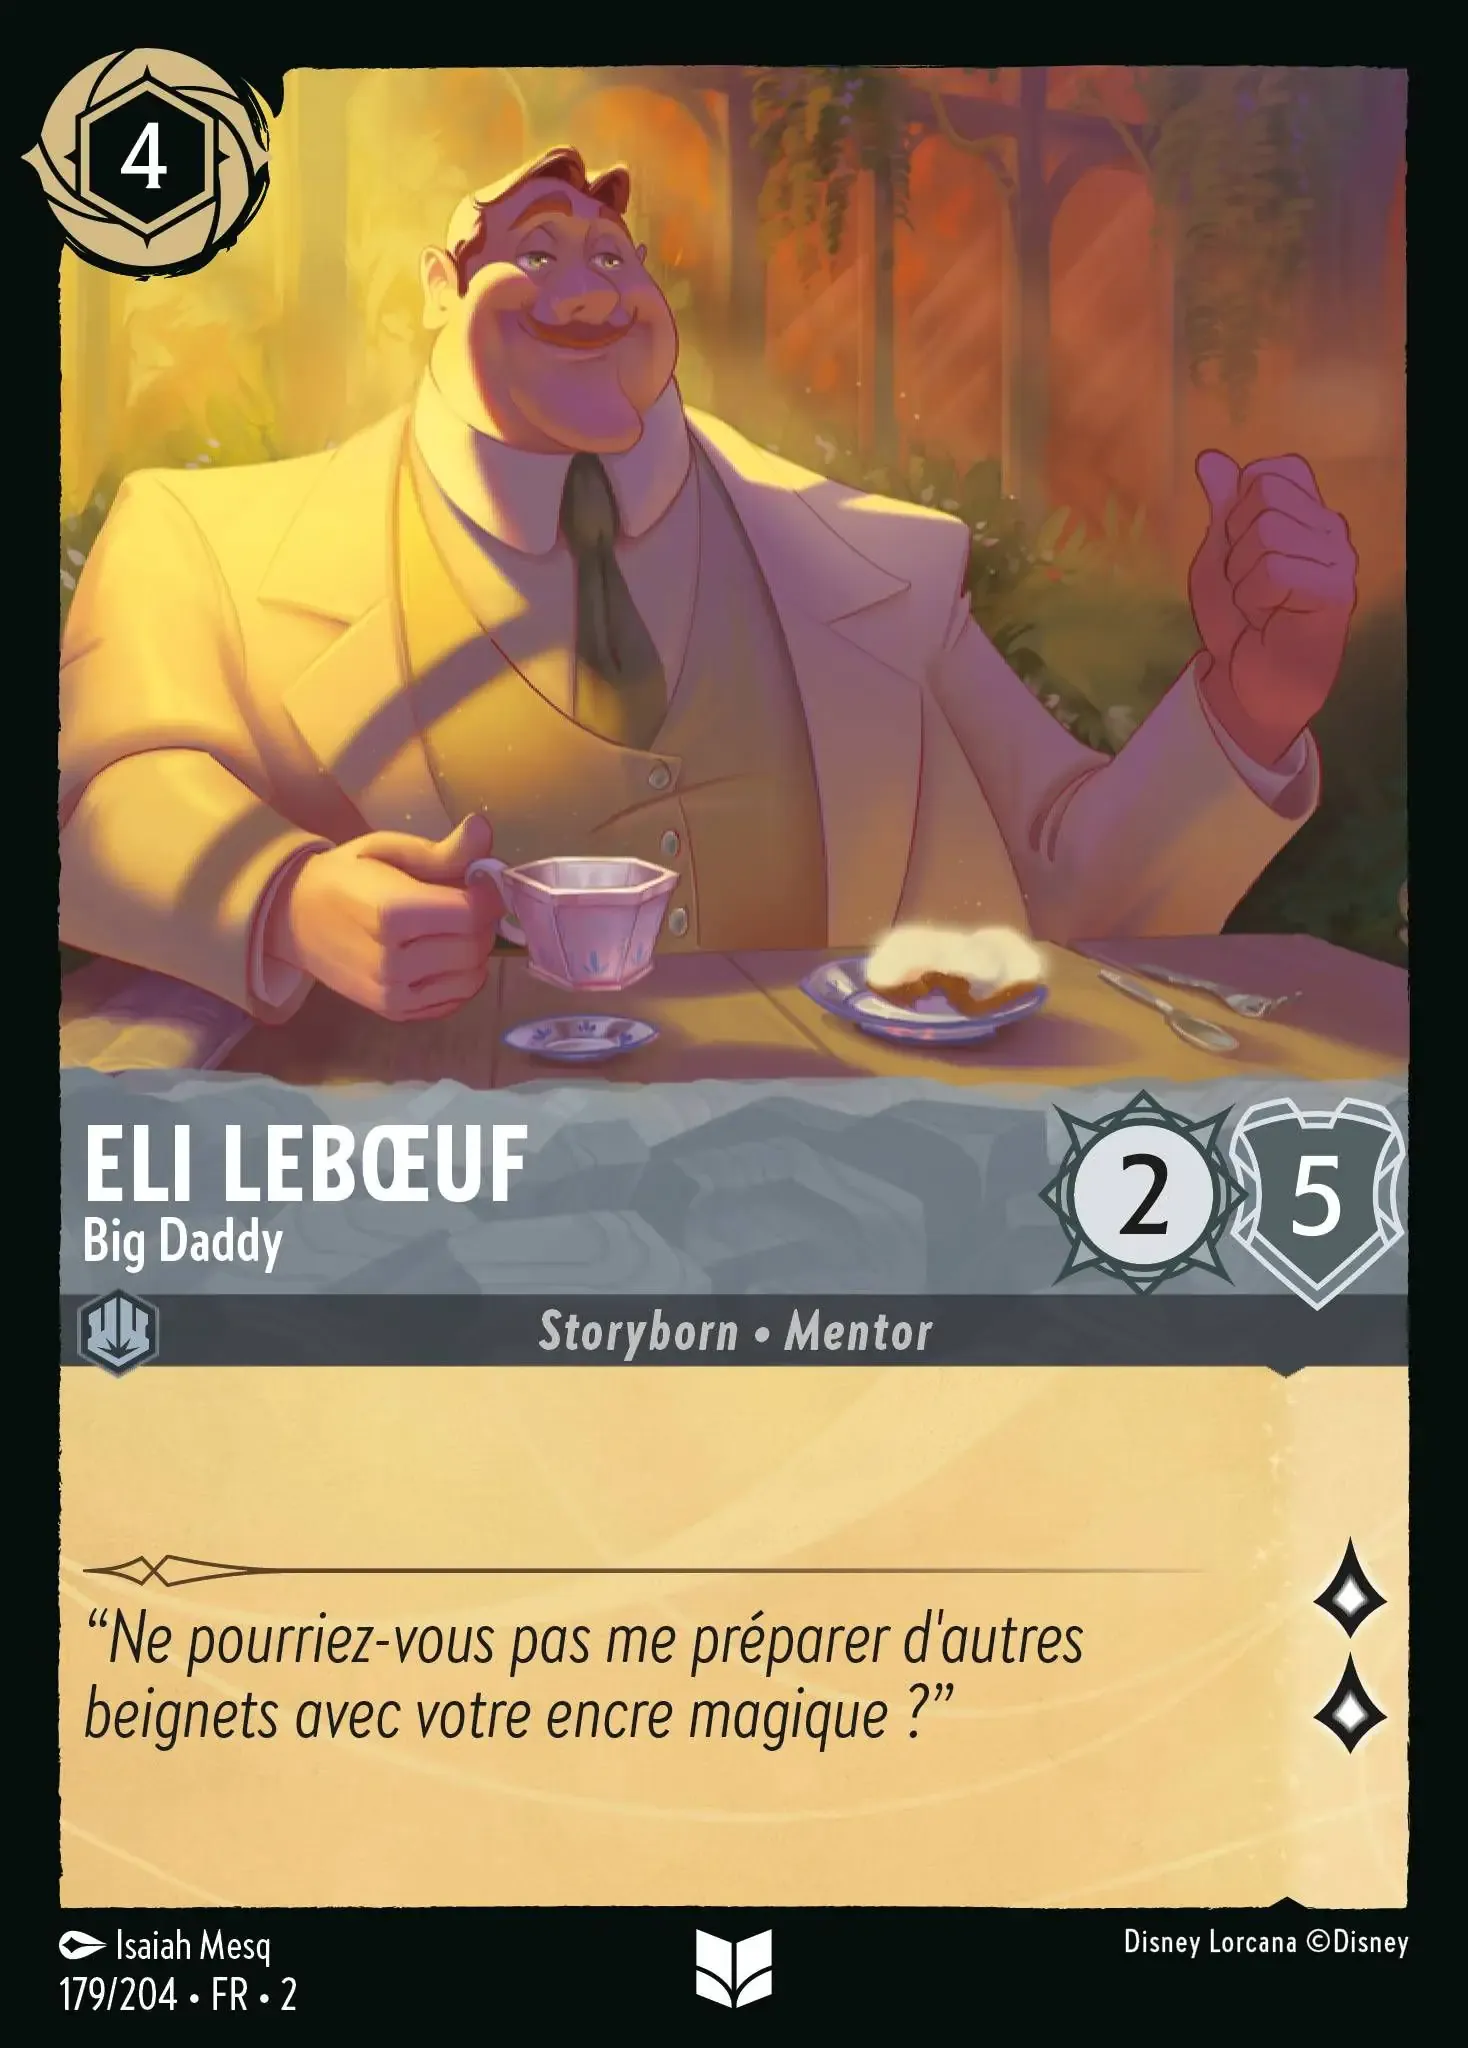 4
ELI LEBŒUF
Big Daddy
2
5
Storyborn • Mentor
“Ne pourriez-vous pas me préparer d'autres
beignets avec votre encre magique ?”
Isaiah Mesq
Disney Lorcana ©Disney
179/204 • FR • 2